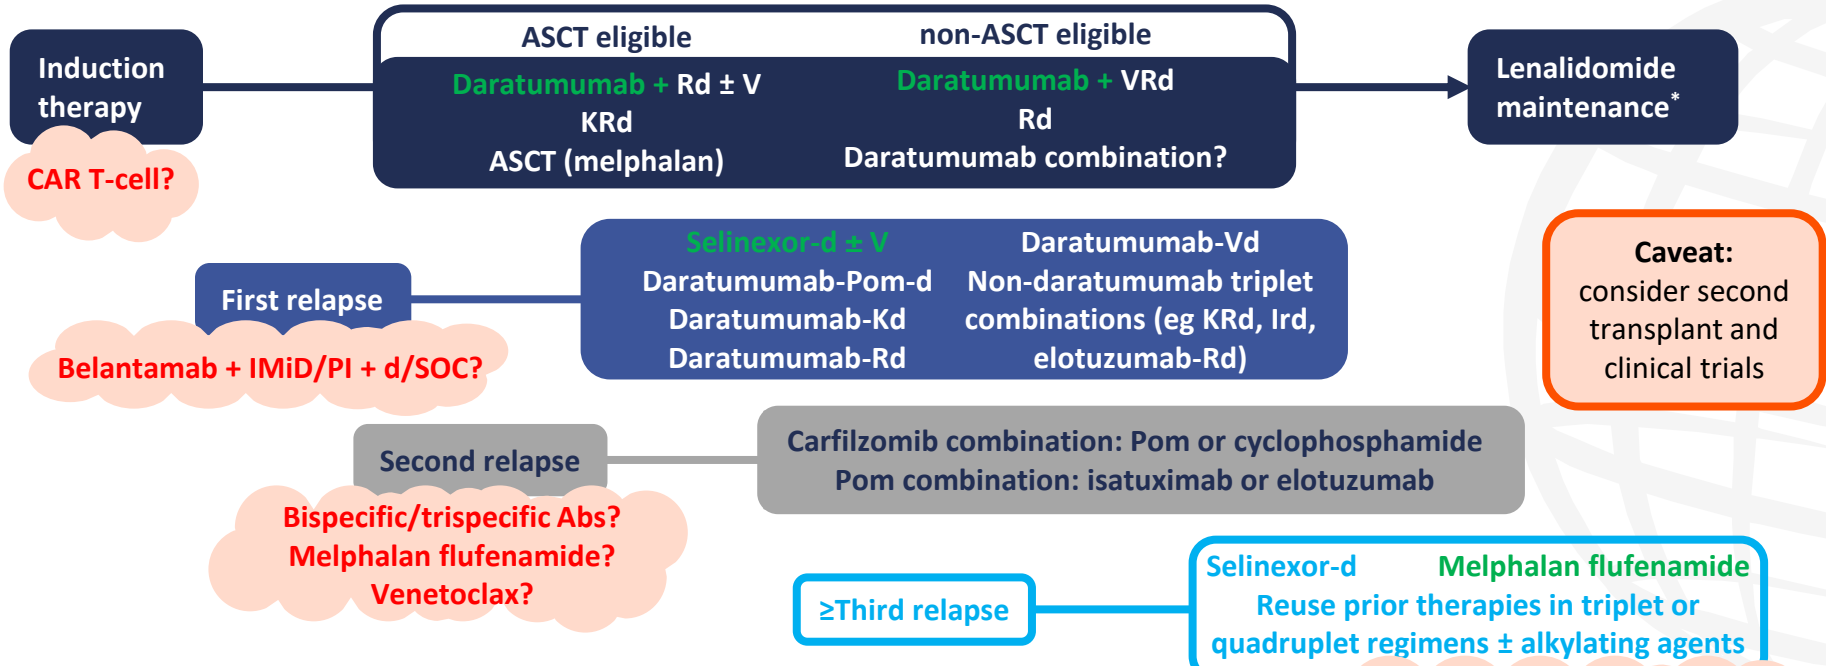 ASCT eligible
non-ASCT eligible
Induction
therapy
Daratumumab + Rd ± V
KRd
ASCT (melphalan)
Daratumumab + VRd
Rd
Daratumumab combination?
Lenalidomide
maintenance*
CAR T-cell?
First relapse
Selinexor-d ± V
Daratumumab-Pom-d
Daratumumab-Kd
Daratumumab-Rd
Daratumumab-Vd
Non-daratumumab triplet
combinations (eg KRd, Ird,
elotuzumab-Rd)
Caveat:
consider second
transplant and
clinical trials
Belantamab + IMiD/PI + d/SOC?
Second relapse
Carfilzomib combination: Pom or cyclophosphamide
Pom combination: isatuximab or elotuzumab
Bispecific/trispecific Abs?
Melphalan flufenamide?
Venetoclax?
≥Third relapse
Selinexor-d Melphalan flufenamide
Reuse prior therapies in triplet or
quadruplet regimens ± alkylating agents